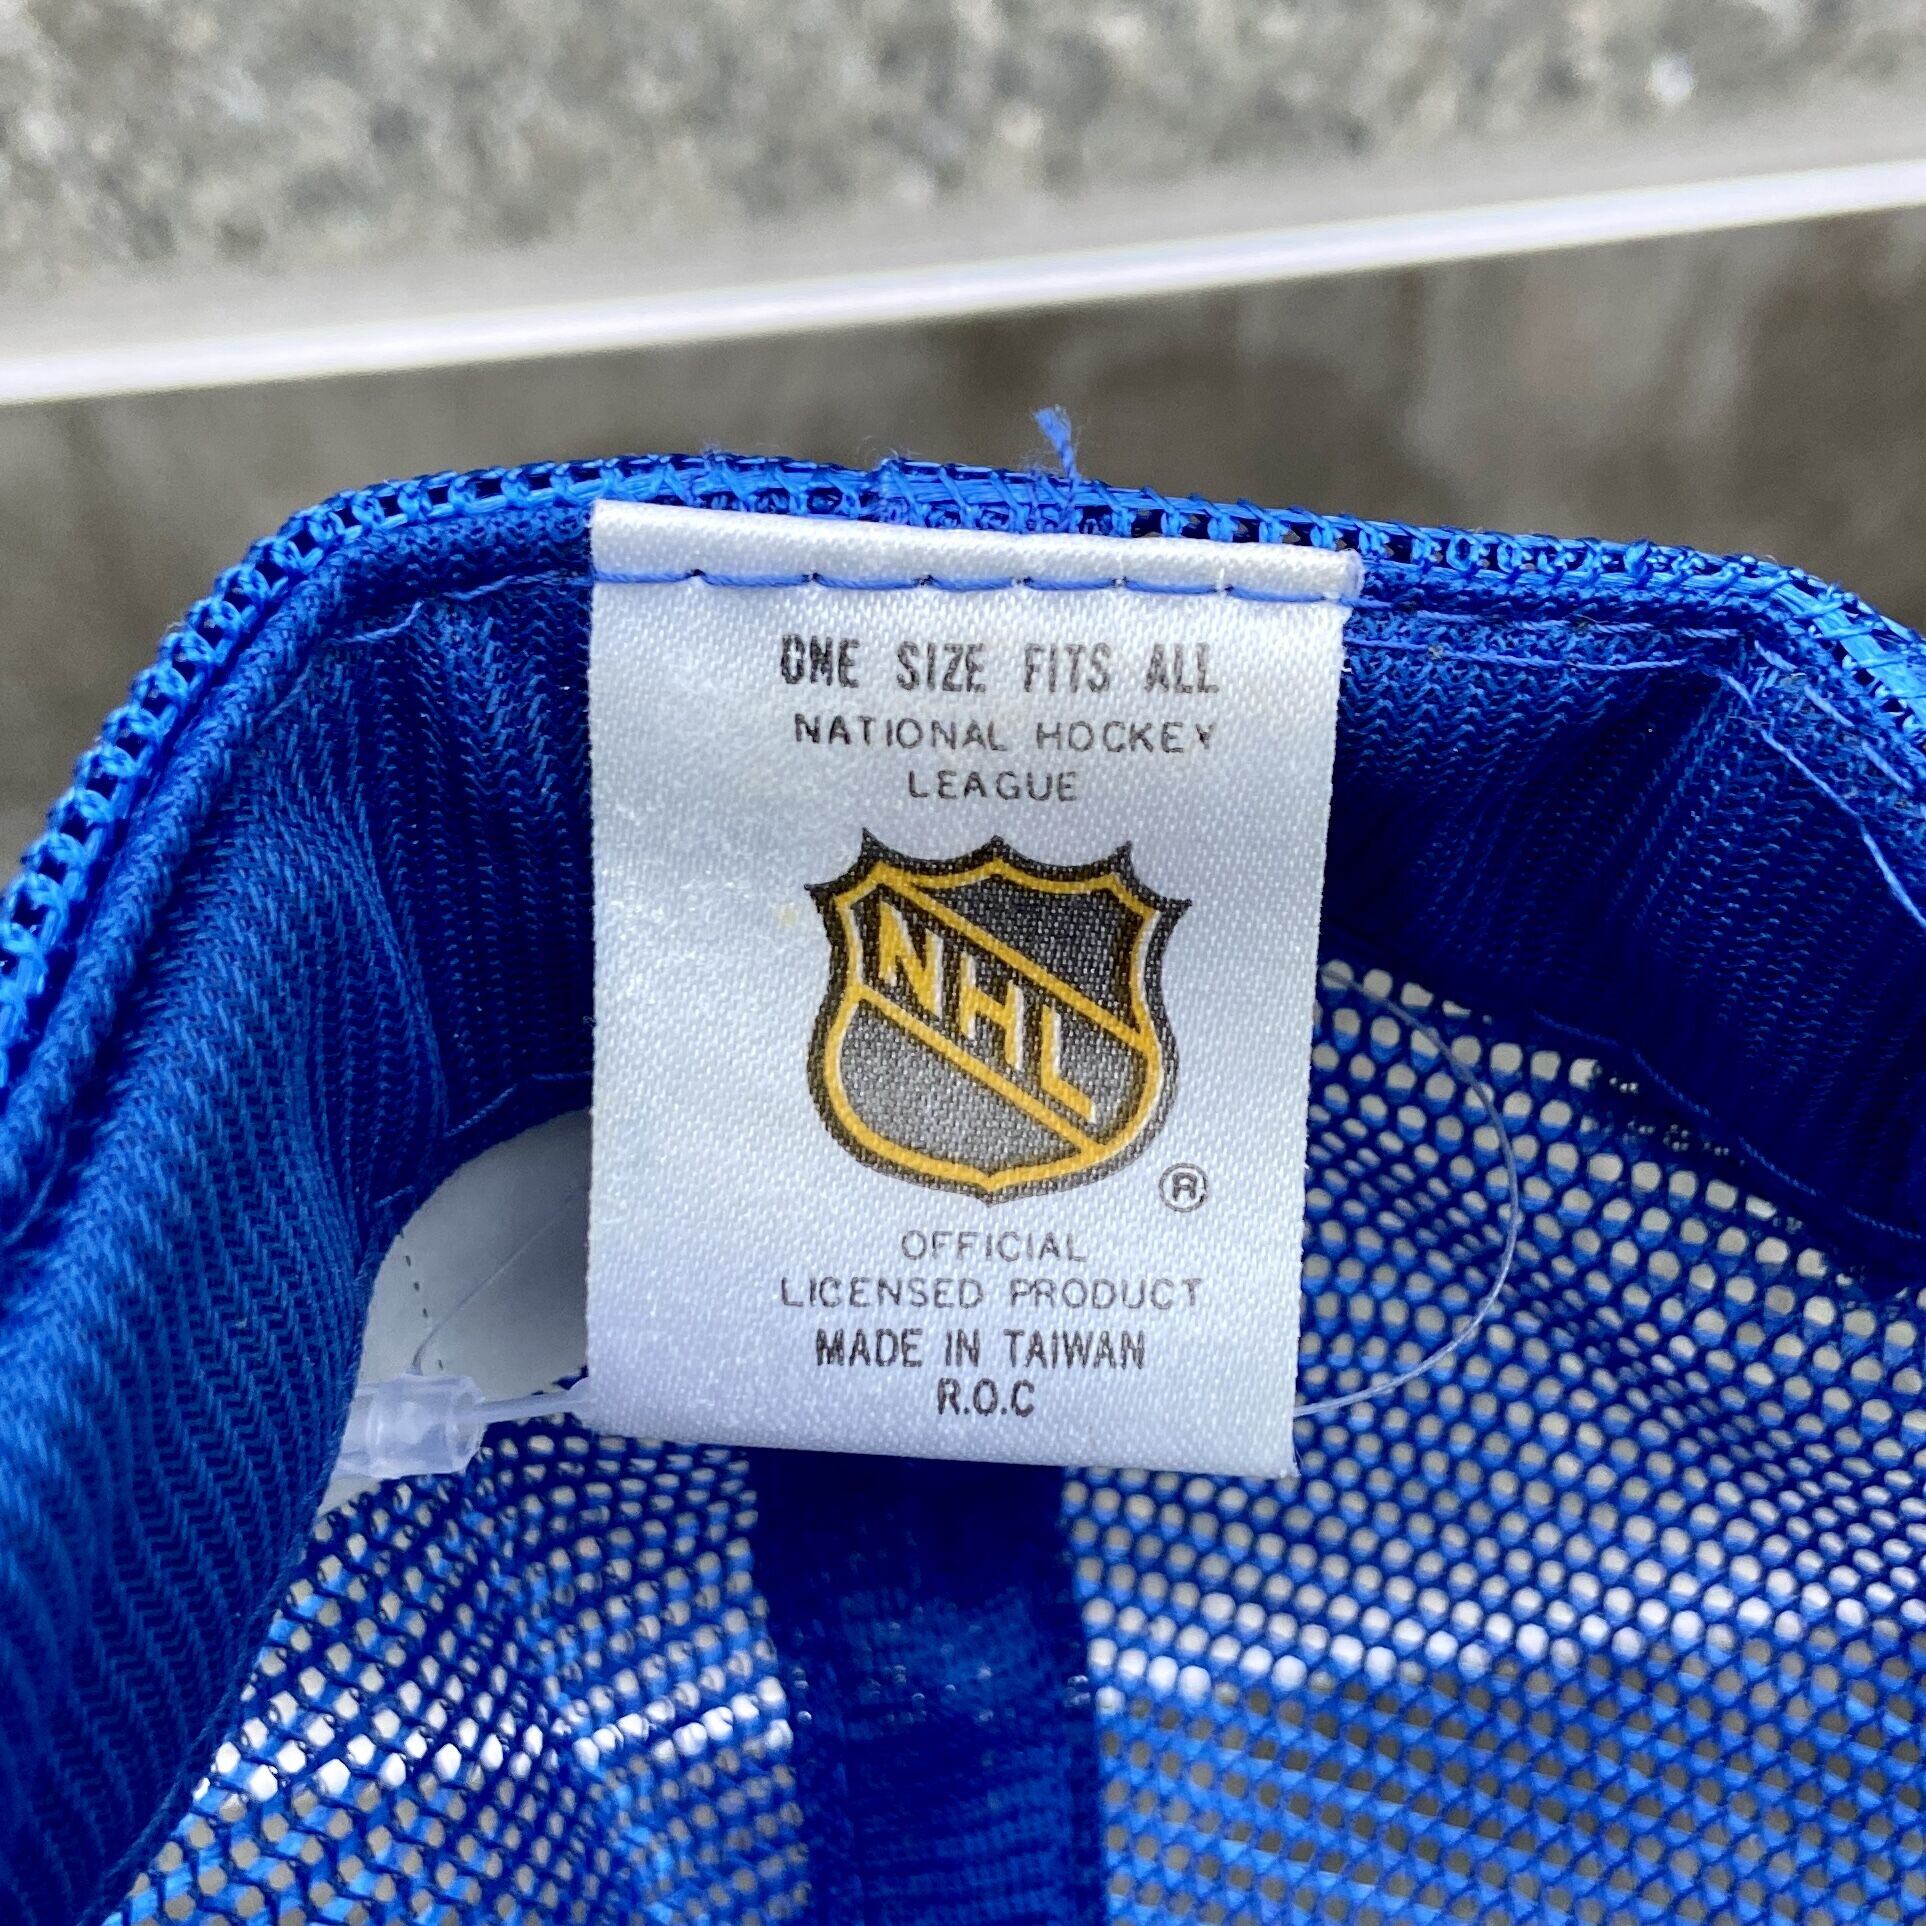 ONE SIZE FITS ALL
NATIONAL HOCKEY
LEAGUE
NHL
®
OFFICIAL
LICENSED PRODUCT
MADE IN TAIWAN
R.O.C